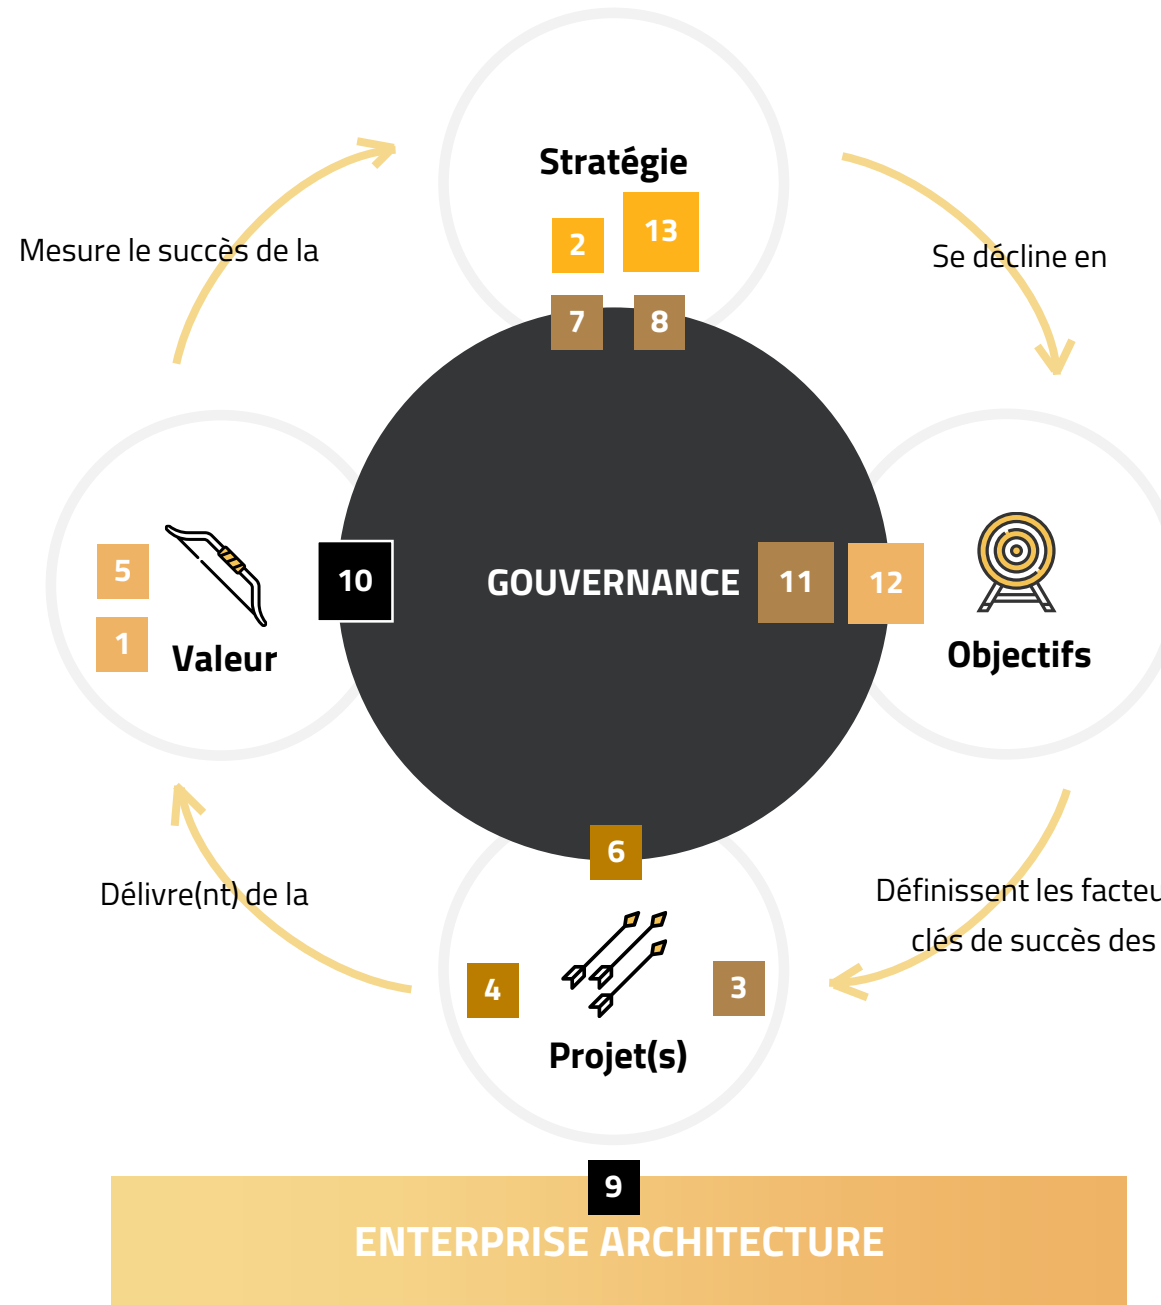 Stratégie
2
13
7
8
Mesure le succès de la
Se décline en
5
1
Valeur
10
GOUVERNANCE
11
12
Objectifs
6
Délivre(nt) de la
Définissent les facteu
clés de succès des
4
3
Projet(s)
9
ENTERPRISE ARCHITECTURE